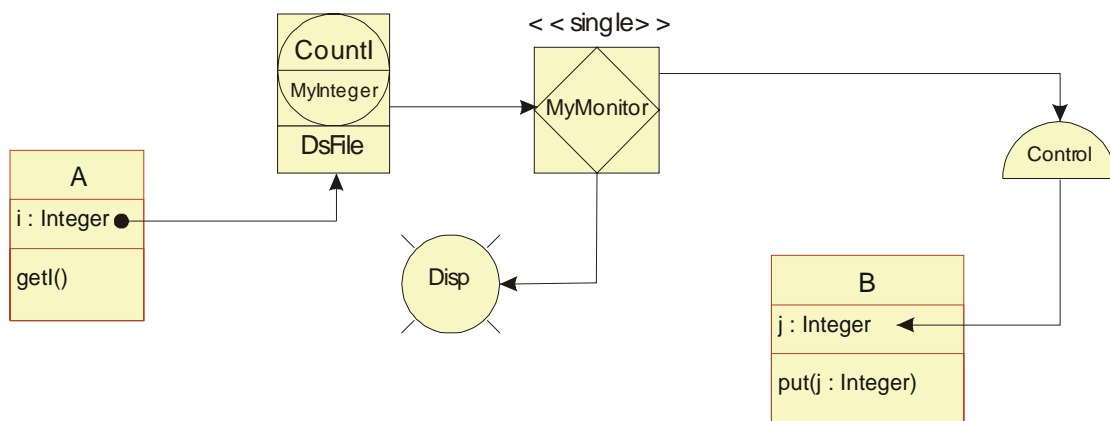 < < single> >
CountI
MyInteger
DsFile
MyMonitor
Control
A
i : Integer
getI()
Disp
B
j : Integer
put(j : Integer)